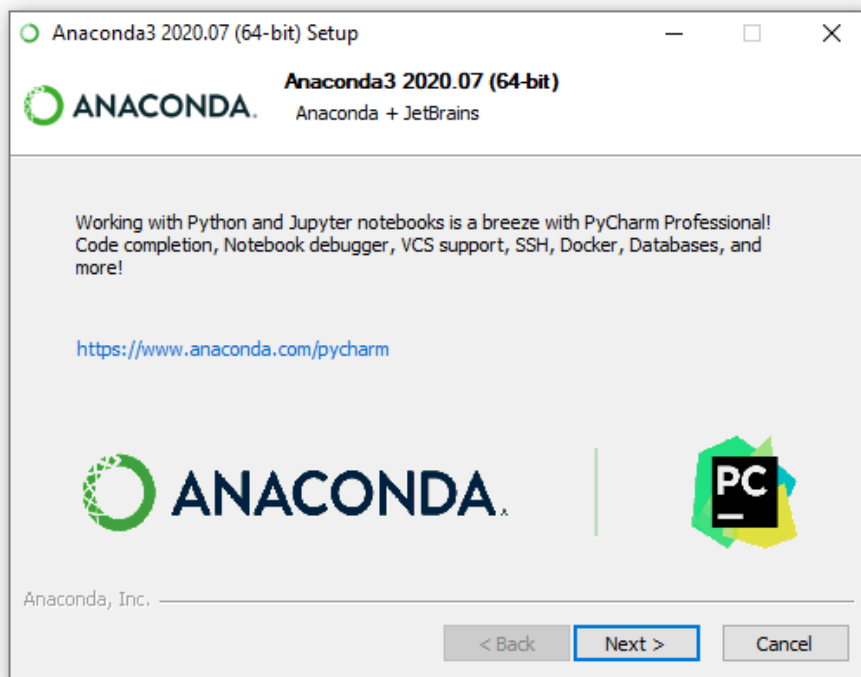 Anaconda3 2020.07 (64-bit) Setup
Anaconda3 2020.07 (64-bit)
ANACONDA.
Anaconda + JetBrains
Working with Python and Jupyter notebooks is a breeze with PyCharm Professional!
Code completion, Notebook debugger, VCS support, SSH, Docker, Databases, and
more!
https://www.anaconda.com/pycharm
ANACONDA.
PC
Anaconda, Inc.
< Back
Next >
Cancel